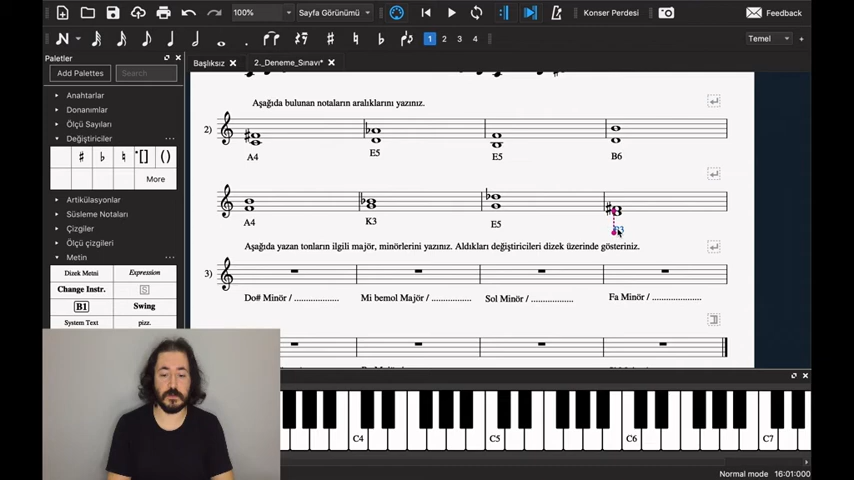 100% Sayfa Görünümü Konser Perdesi Feedback
1 2 3 4 Temel +
Paletler
Başlıksız 2._Deneme_Sınavı*
Add Palettes Search
Anahtarlar
Donanımlar
Ölçü Sayıları
Değiştiriciler
More
Artikülasyonlar
Süsleme Notaları
Çizgiler
Ölçü çizgileri
Metin
Dizek Metni Expression
Change Instr. S
B1 Swing
System Text pizz.
Aşağıda bulunan notaların aralıklarını yazınız.
2)
A4 E5 E5 B6
A4 K3 E5
Aşağıda yazan tonların ilgili majör, minörlerini yazınız. Aldıkları değiştiricileri dizek üzerinde gösteriniz.
3)
Do# Minör / .................. Mi bemol Majör / ................ Sol Minör / ................. Fa Minör / ...................
C4 C5 C6 C7
Normal mode 16:01:000